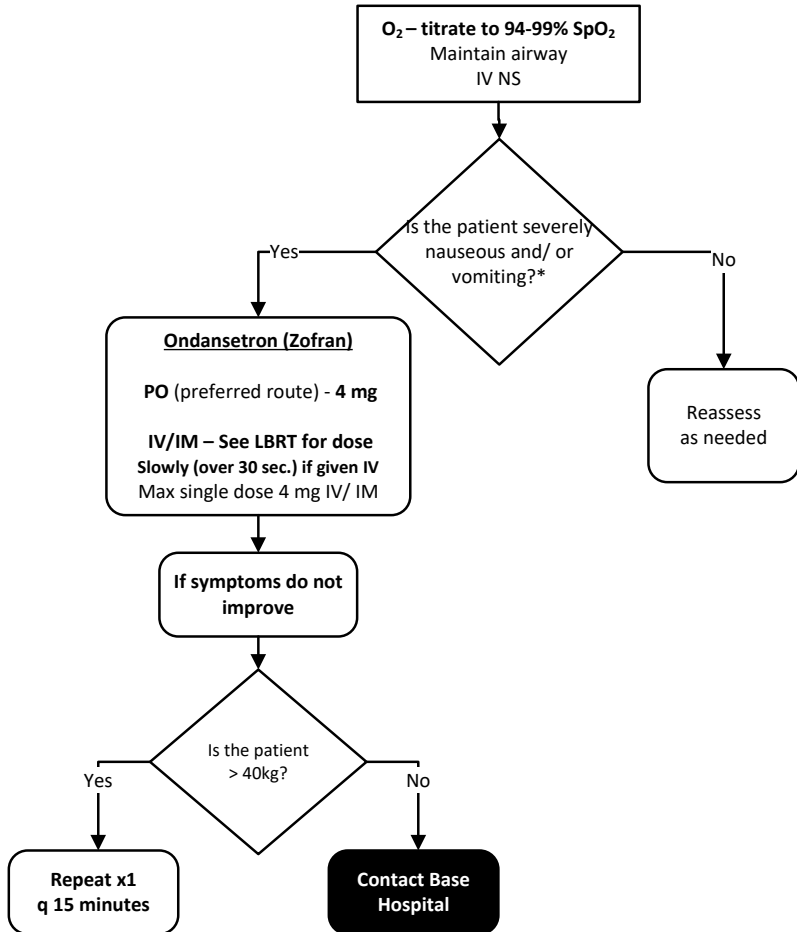 O₂ – titrate to 94-99% SpO₂
Maintain airway
IV NS
Is the patient severely
nauseous and/ or
vomiting?*
Yes
No
Ondansetron (Zofran)
PO (preferred route) - 4 mg
IV/IM – See LBRT for dose
Slowly (over 30 sec.) if given IV
Max single dose 4 mg IV/ IM
Reassess
as needed
If symptoms do not
improve
Is the patient
> 40kg?
Yes
No
Repeat x1
q 15 minutes
Contact Base
Hospital